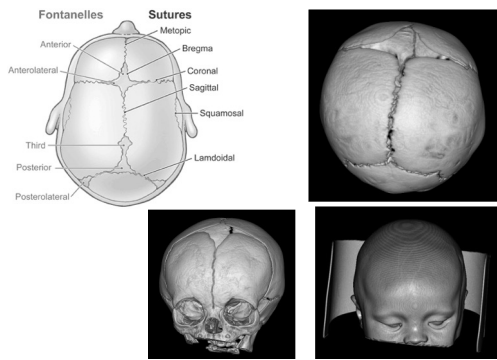 Fontanelles Sutures
Metopic
Anterior
Bregma
Anterolateral
Coronal
Sagittal
Squamosal
Third
Posterior
Lamdoidal
Posterolateral